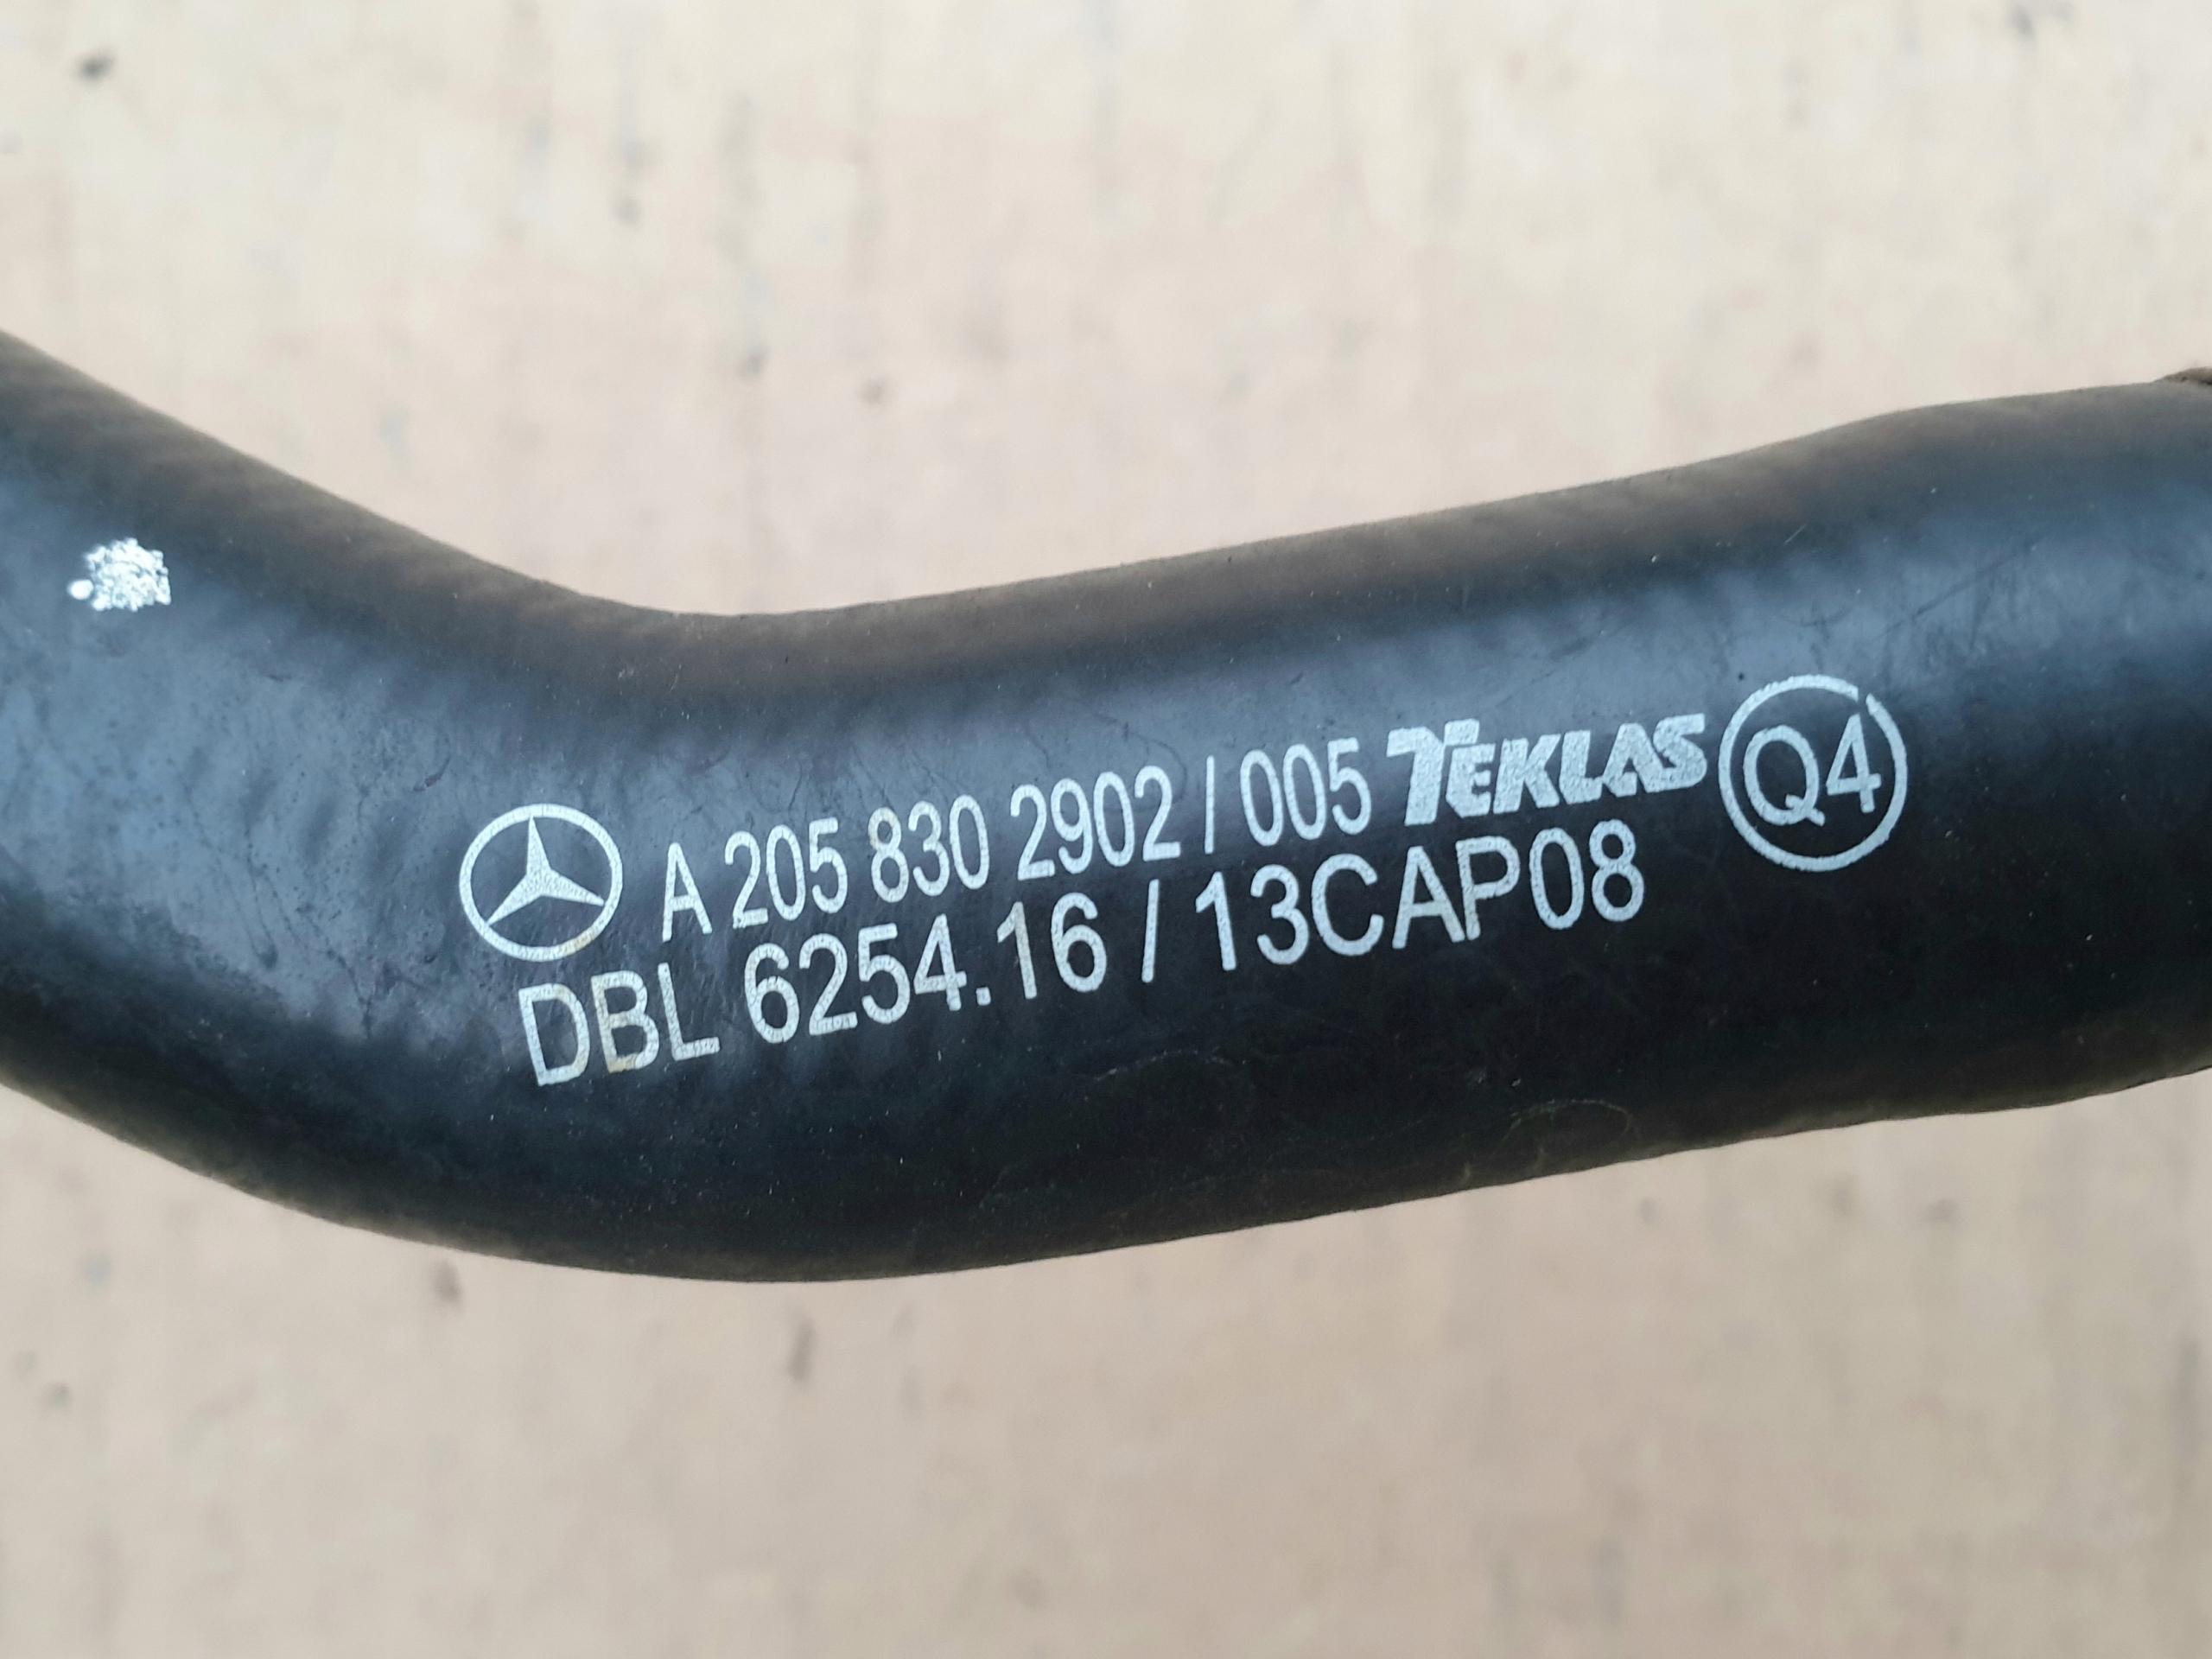 A 205 830 2902 / 005 TEKLAS Q4
DBL 6254.16 / 13CAP08